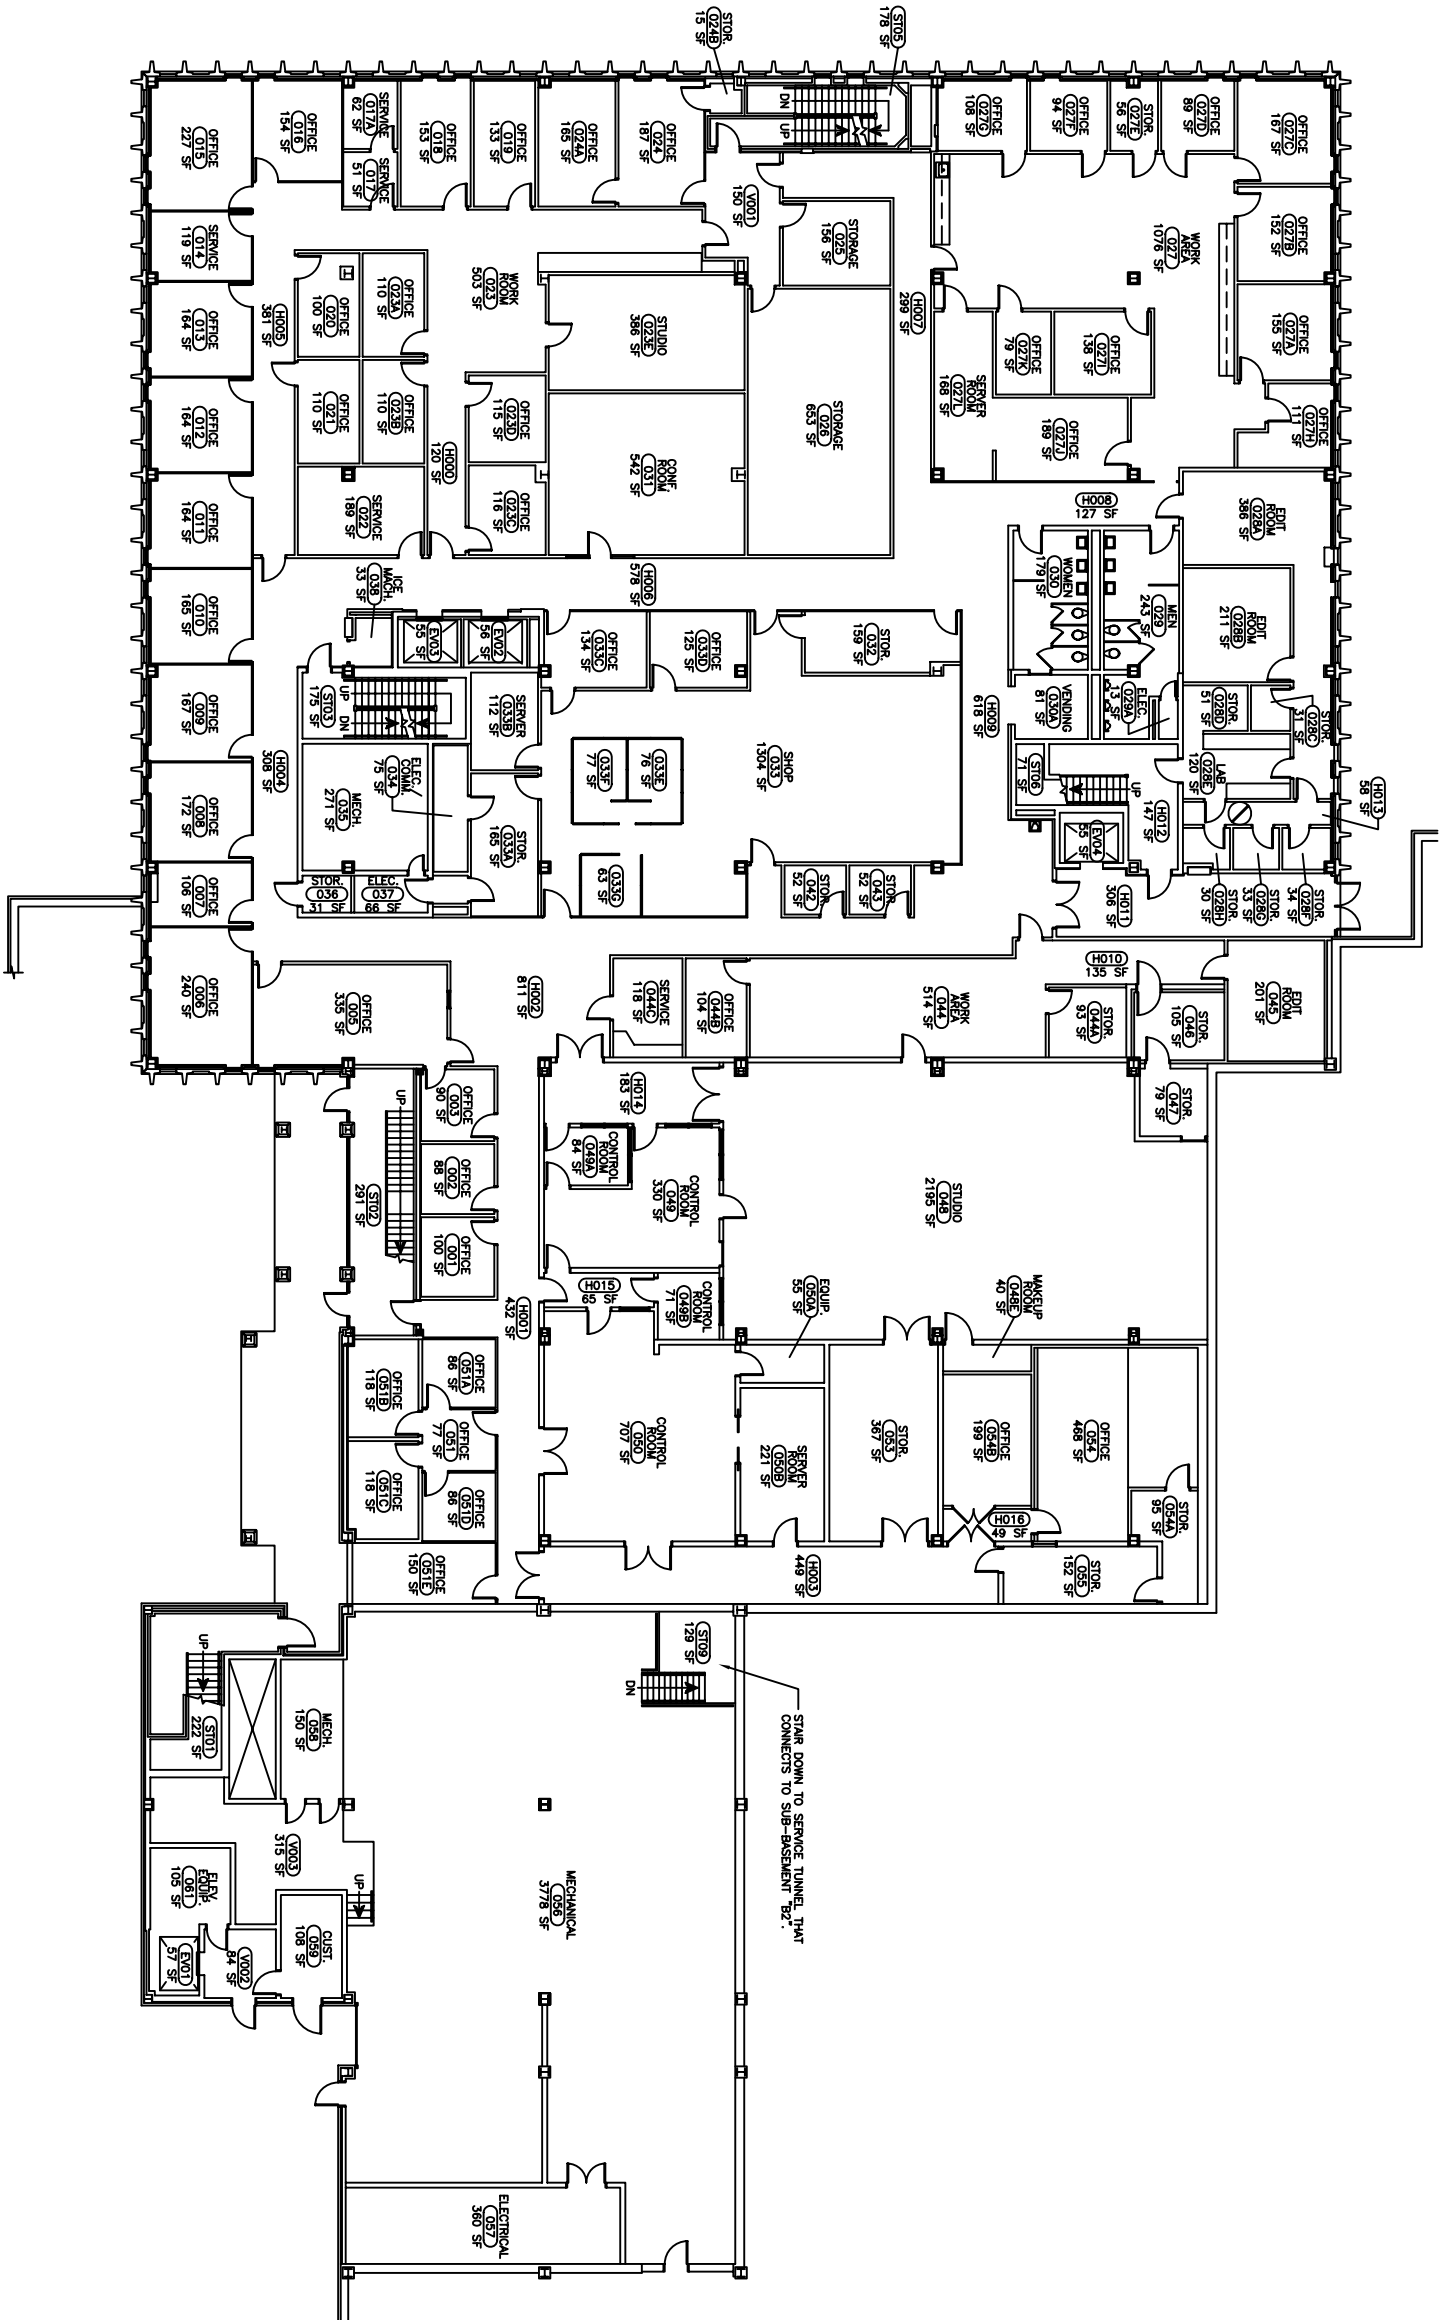 STOR.
024B
15 SF
ST05
178 SF
DN
UP
OFFICE
015
227 SF
OFFICE
016
154 SF
SERVICE
017A
62 SF
SERVICE
017
51 SF
OFFICE
018
153 SF
OFFICE
019
133 SF
OFFICE
024A
165 SF
OFFICE
024
187 SF
OFFICE
027G
108 SF
OFFICE
027F
94 SF
STOR.
027E
56 SF
OFFICE
027D
89 SF
OFFICE
027C
167 SF
V001
150 SF
STORAGE
025
156 SF
WORK
AREA
027
1076 SF
OFFICE
027B
152 SF
OFFICE
027A
155 SF
OFFICE
027H
111 SF
SERVICE
014
119 SF
OFFICE
013
164 SF
H005
381 SF
OFFICE
020
100 SF
OFFICE
023A
110 SF
WORK
ROOM
023
503 SF
STUDIO
023E
386 SF
H007
299 SF
STORAGE
026
653 SF
SERVER
ROOM
027L
168 SF
OFFICE
027K
79 SF
OFFICE
027I
138 SF
OFFICE
027J
189 SF
OFFICE
012
164 SF
OFFICE
021
110 SF
OFFICE
023B
110 SF
H000
120 SF
OFFICE
023D
115 SF
OFFICE
023C
116 SF
CONF.
ROOM
031
542 SF
OFFICE
011
164 SF
SERVICE
022
189 SF
H008
127 SF
EDIT
ROOM
028A
386 SF
EDIT
ROOM
028B
211 SF
OFFICE
010
165 SF
ICE
MACH.
038
33 SF
H006
578 SF
WOMEN
030
179 SF
MEN
243 SF
029
EV03
55 SF
EV02
56 SF
OFFICE
033C
134 SF
OFFICE
033D
125 SF
STOR.
032
159 SF
OFFICE
009
167 SF
ST03
175 SF
UP
DN
SERVER
033B
112 SF
H009
618 SF
VENDING
030A
81 SF
ELEC.
029A
13 SF
STOR.
028D
51 SF
STOR.
028C
31 SF
H004
308 SF
OFFICE
008
172 SF
MECH.
035
271 SF
ELEC.
COMM.
034
75 SF
STOR.
033A
165 SF
033F
77 SF
033E
76 SF
SHOP
033
1304 SF
ST06
71 SF
UP
H012
147 SF
EV04
55 SF
LAB
028E
120 SF
H013
58 SF
OFFICE
007
106 SF
STOR.
036
31 SF
ELEC.
037
66 SF
033G
63 SF
STOR.
042
52 SF
STOR.
043
52 SF
H011
306 SF
STOR.
028H
30 SF
STOR.
028G
33 SF
STOR.
028F
34 SF
OFFICE
006
240 SF
OFFICE
005
335 SF
H002
811 SF
SERVICE
044C
118 SF
OFFICE
044B
104 SF
WORK
AREA
044
514 SF
H010
135 SF
STOR.
044A
93 SF
STOR.
046
105 SF
EDIT
ROOM
045
201 SF
STOR.
047
79 SF
OFFICE
003
90 SF
OFFICE
002
88 SF
OFFICE
001
100 SF
UP
ST02
291 SF
H014
183 SF
CONTROL
ROOM
049A
84 SF
CONTROL
ROOM
049
330 SF
STUDIO
048
2195 SF
H001
432 SF
H015
65 SF
CONTROL
ROOM
049B
71 SF
EQUIP.
050A
55 SF
MAKEUP
ROOM
048E
40 SF
OFFICE
051B
118 SF
OFFICE
051A
86 SF
OFFICE
051
77 SF
OFFICE
051C
118 SF
OFFICE
051D
86 SF
OFFICE
051E
150 SF
CONTROL
ROOM
050
707 SF
SERVER
ROOM
050B
221 SF
STOR.
053
367 SF
OFFICE
054B
199 SF
OFFICE
054
466 SF
H016
49 SF
STOR.
054A
95 SF
H003
449 SF
STOR.
055
152 SF
ST09
129 SF
DN
STAIR DOWN TO SERVICE TUNNEL THAT
CONNECTS TO SUB-BASEMENT "B2".
UP
ST01
222 SF
MECH.
058
150 SF
V003
315 SF
UP
ELEV.
EQUIP.
061
105 SF
EV01
57 SF
V002
84 SF
CUST.
059
108 SF
MECHANICAL
056
3778 SF
ELECTRICAL
057
360 SF